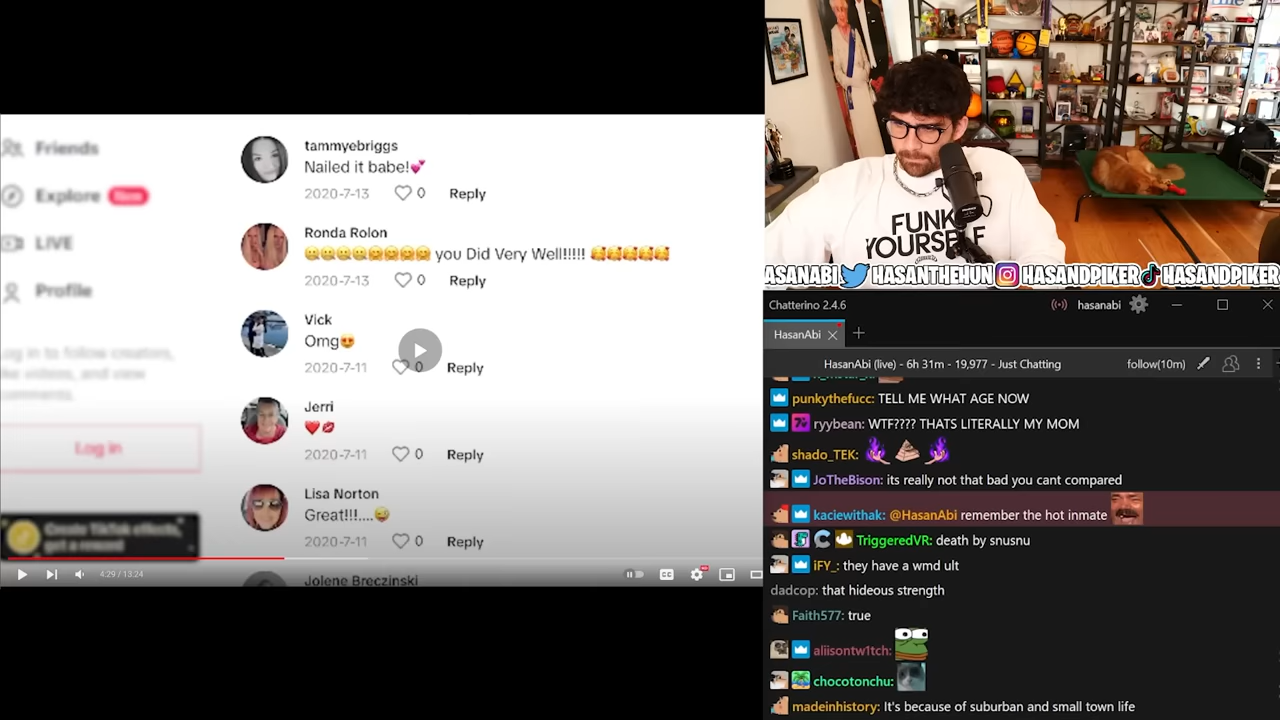 Friends
Explore New
LIVE
Profile
Log in to follow creators,
like videos, and view
comments.
Log in
Create TikTok effects,
get a reward
tammyebriggs
Nailed it babe!💕
2020-7-13 0 Reply
Ronda Rolon
you Did Very Well!!!!! 🥰🥰🥰🥰🥰
2020-7-13 0 Reply
Vick
Omg😍
2020-7-11 0 Reply
Jerri
❤️💋
2020-7-11 0 Reply
Lisa Norton
Great!!!....😜
2020-7-11 0 Reply
Jolene Breczinski
4:29 / 13:24
CC
FUNK
YOURSELF
ASANABI HASANTHEHUN HASANDPIKER HASANDPIKER
Chatterino 2.4.6 hasanabi
HasanAbi
HasanAbi (live) - 6h 31m - 19,977 - Just Chatting follow(10m)
punkythefucc: TELL ME WHAT AGE NOW
ryybean: WTF???? THATS LITERALLY MY MOM
shado_TEK:
JoTheBison: its really not that bad you cant compared
kaciewithak: @HasanAbi remember the hot inmate
TriggeredVR: death by snusnu
iFY_: they have a wmd ult
dadcop: that hideous strength
Faith577: true
aliisontw1tch:
chocotonchu:
madeinhistory: It's because of suburban and small town life